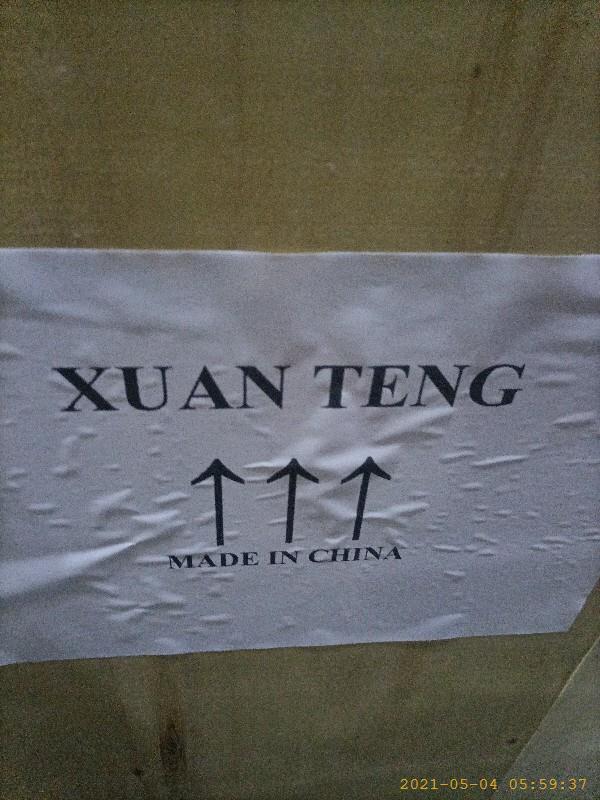 XUAN TENG
MADE IN CHINA
2021-05-04 05:59:37